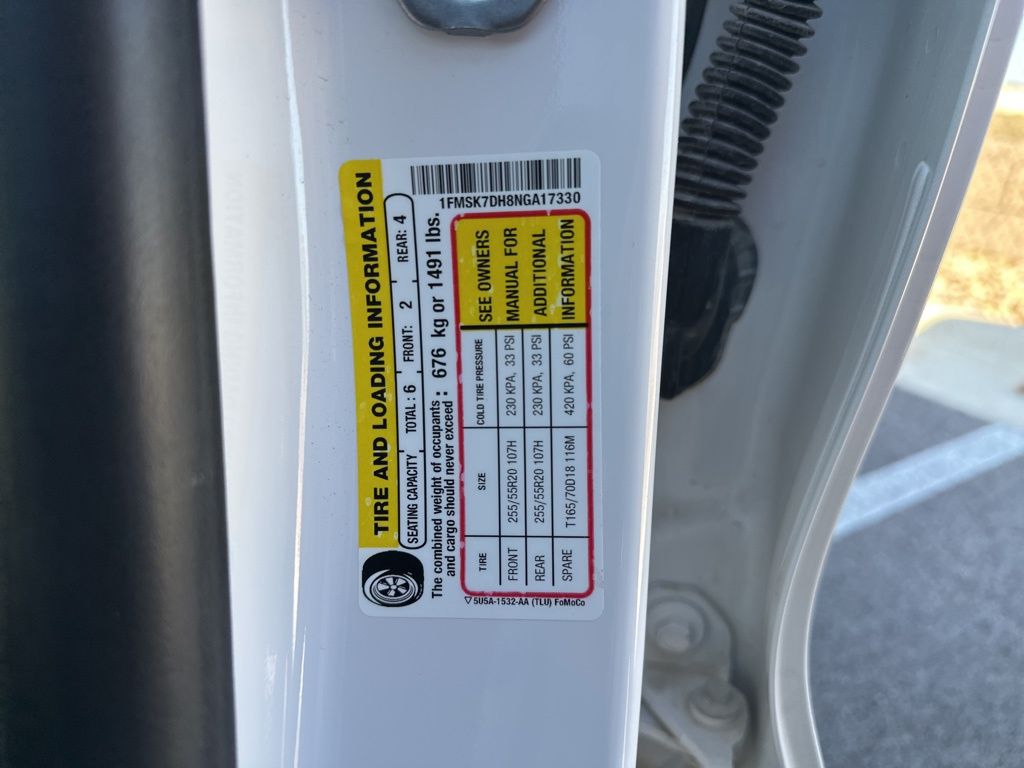 1FMSK7DH8NGA17330
TIRE AND LOADING INFORMATION
SEATING CAPACITY TOTAL : 6 FRONT: 2 REAR: 4
The combined weight of occupants
and cargo should never exceed : 676 kg or 1491 lbs.
TIRE SIZE COLD TIRE PRESSURE SEE OWNERS
FRONT 255/55R20 107H 230 KPA, 33 PSI MANUAL FOR
REAR 255/55R20 107H 230 KPA, 33 PSI ADDITIONAL
SPARE T165/70D18 116M 420 KPA, 60 PSI INFORMATION
5U5A-1532-AA (TLU) FoMoCo